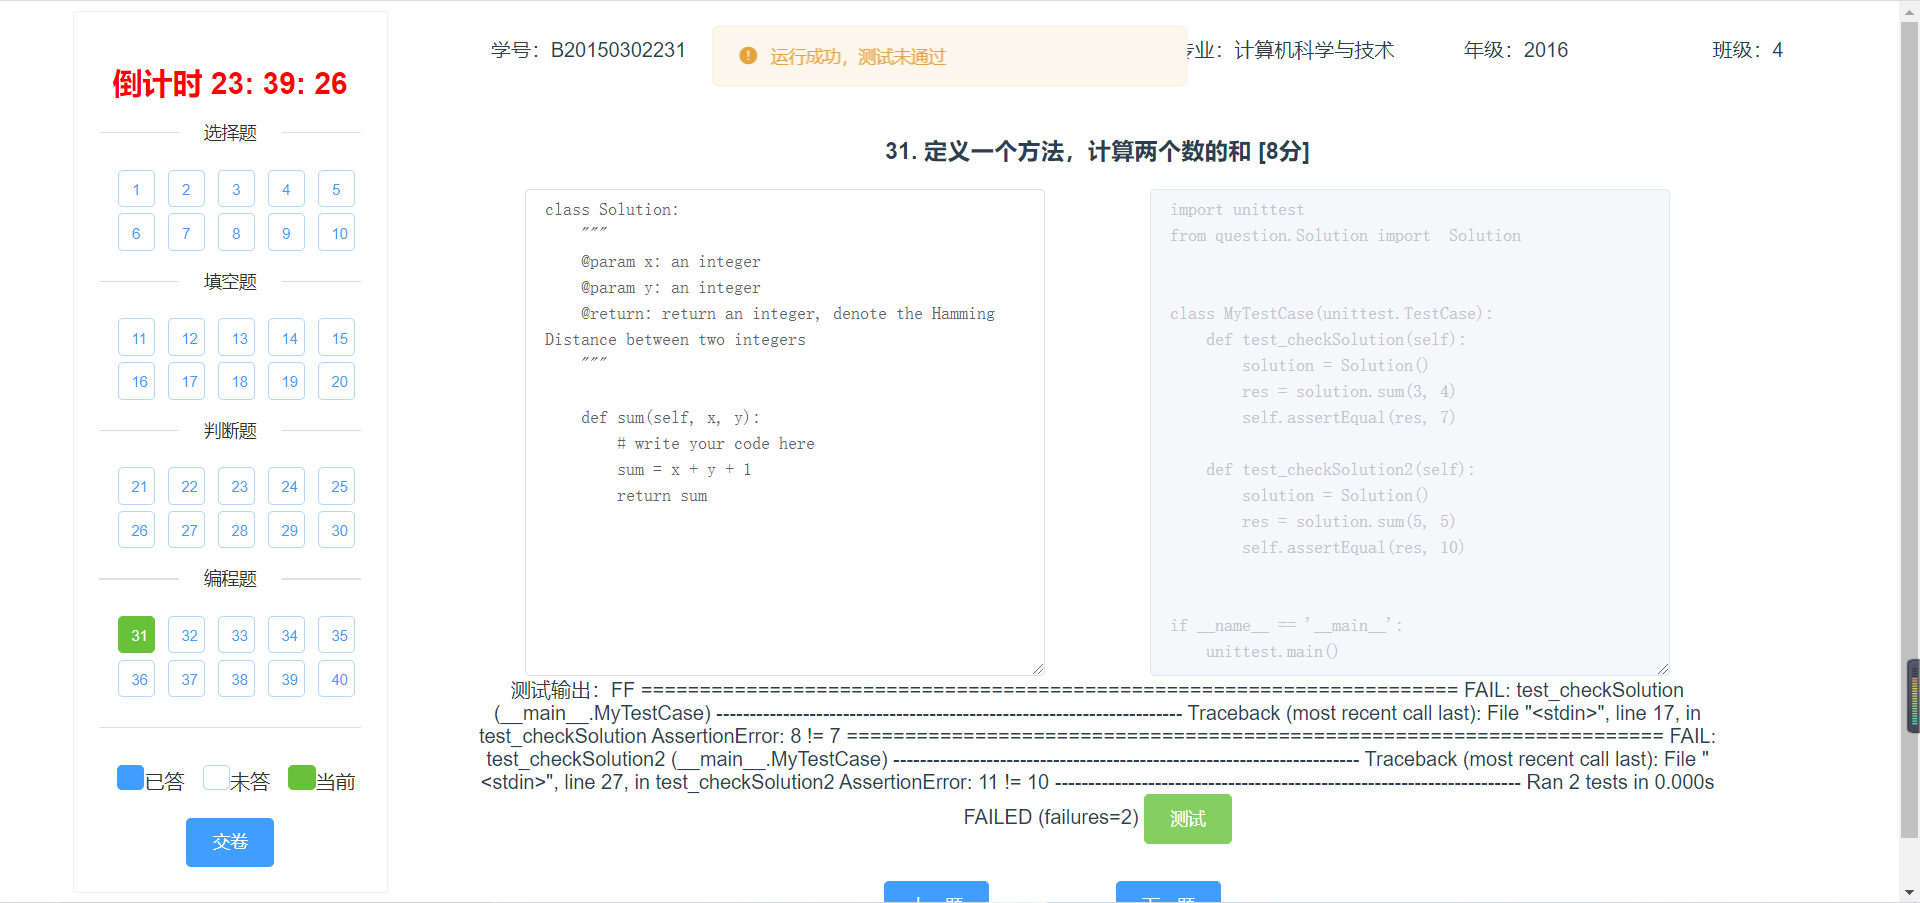 倒计时 23: 39: 26
选择题
1 2 3 4 5
6 7 8 9 10
填空题
11 12 13 14 15
16 17 18 19 20
判断题
21 22 23 24 25
26 27 28 29 30
编程题
31 32 33 34 35
36 37 38 39 40
已答 未答 当前
交卷
学号：B20150302231
运行成功，测试未通过
业：计算机科学与技术
年级：2016
班级：4
31. 定义一个方法，计算两个数的和 [8分]
class Solution:
"""
@param x: an integer
@param y: an integer
@return: return an integer, denote the Hamming
Distance between two integers
"""
def sum(self, x, y):
# write your code here
sum = x + y + 1
return sum
import unittest
from question.Solution import  Solution
class MyTestCase(unittest.TestCase):
def test_checkSolution(self):
solution = Solution()
res = solution.sum(3, 4)
self.assertEqual(res, 7)
def test_checkSolution2(self):
solution = Solution()
res = solution.sum(5, 5)
self.assertEqual(res, 10)
if __name__ == '__main__':
unittest.main()
测试输出：FF ====================================================================== FAIL: test_checkSolution
(__main__.MyTestCase) ---------------------------------------------------------------------- Traceback (most recent call last): File "<stdin>", line 17, in
test_checkSolution AssertionError: 8 != 7 ====================================================================== FAIL:
test_checkSolution2 (__main__.MyTestCase) ---------------------------------------------------------------------- Traceback (most recent call last): File "
<stdin>", line 27, in test_checkSolution2 AssertionError: 11 != 10 ---------------------------------------------------------------------- Ran 2 tests in 0.000s
FAILED (failures=2) 测试